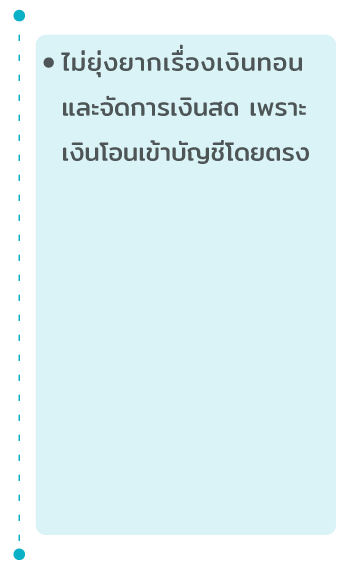 • ไม่ยุ่งยากเรื่องเงินทอน
และจัดการเงินสด เพราะ
เงินโอนเข้าบัญชีโดยตรง